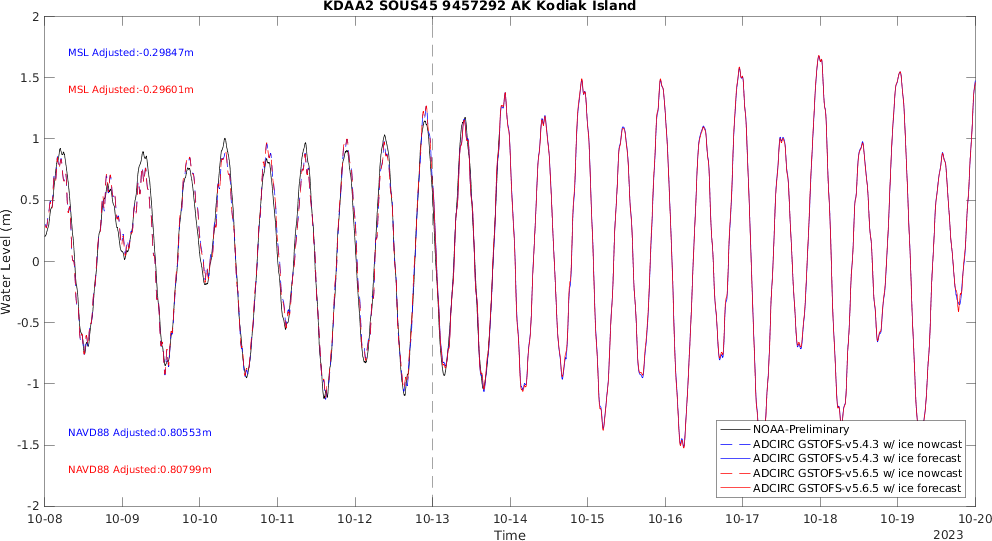 KDAA2 SOUS45 9457292 AK Kodiak Island
2
1.5
1
0.5
0
-0.5
-1
-1.5
-2
Water Level (m)
MSL Adjusted:-0.29847m
MSL Adjusted:-0.29601m
NAVD88 Adjusted:0.80553m
NAVD88 Adjusted:0.80799m
NOAA-Preliminary
ADCIRC GSTOFS-v5.4.3 w/ ice nowcast
ADCIRC GSTOFS-v5.4.3 w/ ice forecast
ADCIRC GSTOFS-v5.6.5 w/ ice nowcast
ADCIRC GSTOFS-v5.6.5 w/ ice forecast
10-08 10-09 10-10 10-11 10-12 10-13 10-14 10-15 10-16 10-17 10-18 10-19 10-20
Time
2023